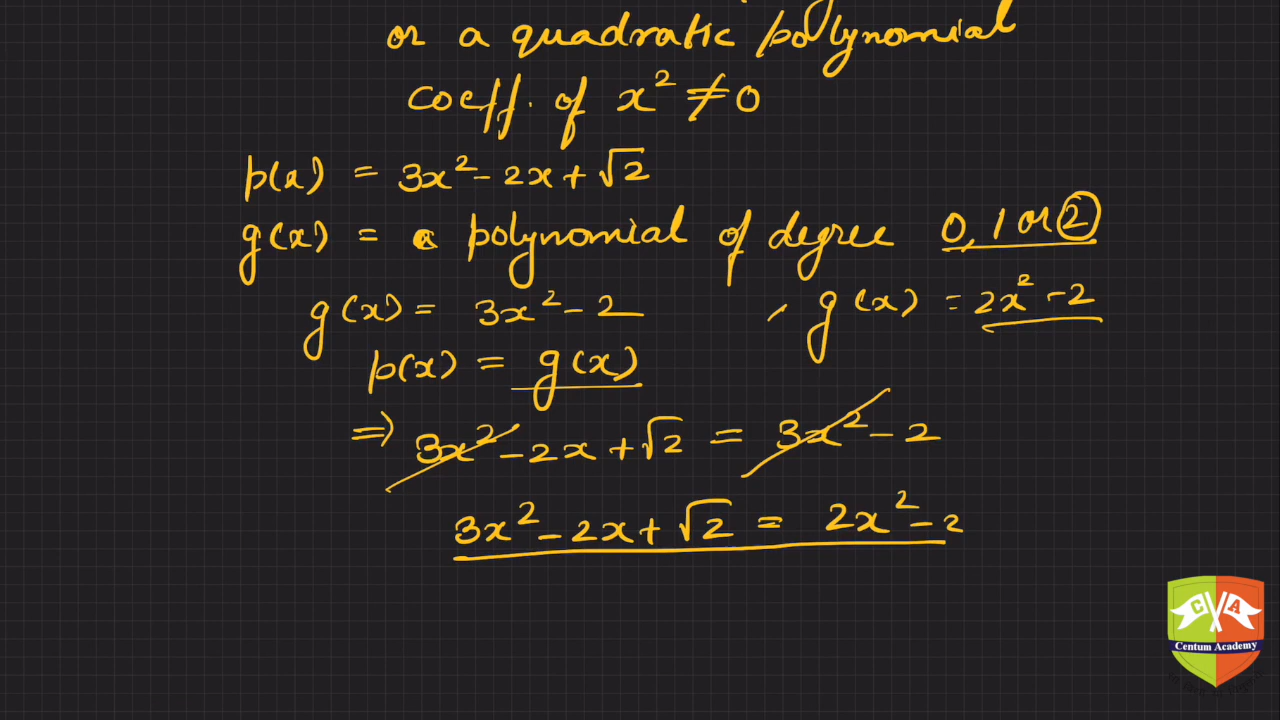 or a quadratic polynomial
coeff. of x² ≠ 0
p(x) = 3x² - 2x + √2
g(x) = a polynomial of degree 0, 1 or 2
g(x) = 3x² - 2 , g(x) = 2x² - 2
p(x) = g(x)
⇒ 3x² - 2x + √2 = 3x² - 2
3x² - 2x + √2 = 2x² - 2
C A
Centum Academy